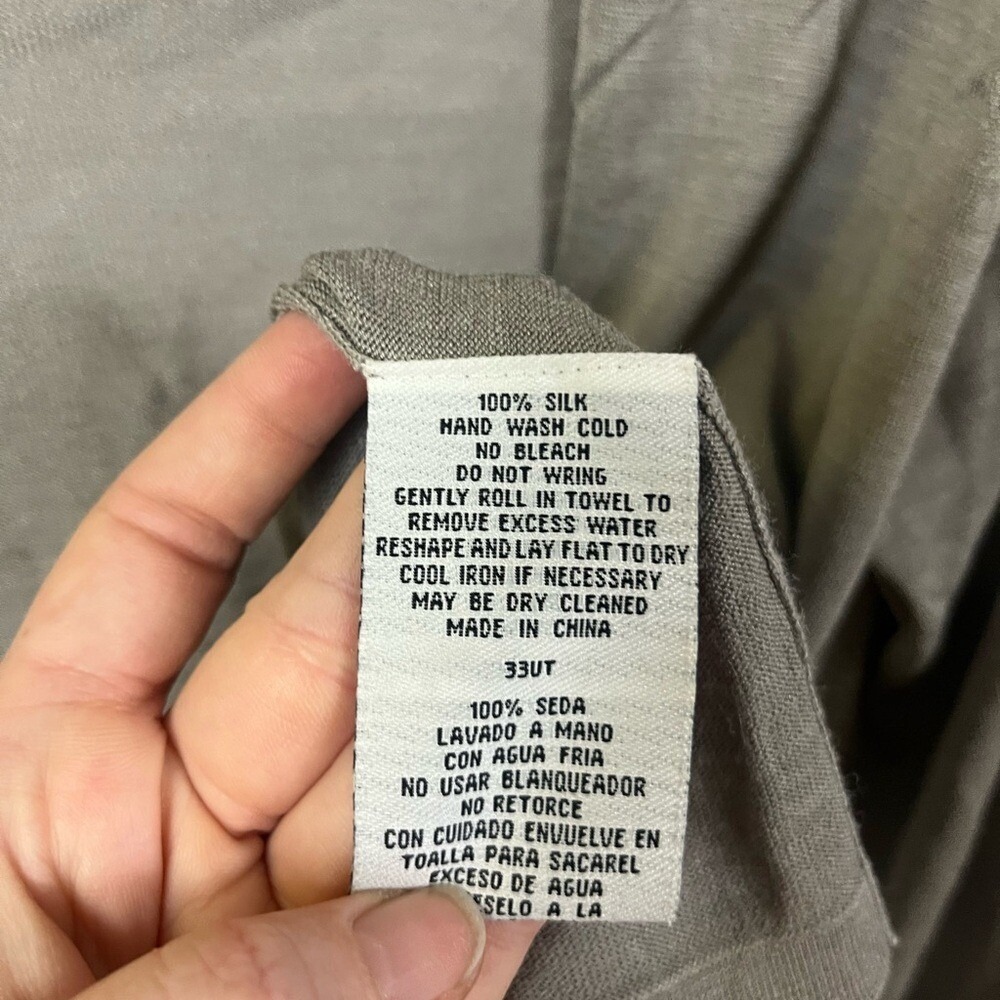 100% SILK
HAND WASH COLD
NO BLEACH
DO NOT WRING
GENTLY ROLL IN TOWEL TO
REMOVE EXCESS WATER
RESHAPE AND LAY FLAT TO DRY
COOL IRON IF NECESSARY
MAY BE DRY CLEANED
MADE IN CHINA
33UT
100% SEDA
LAVADO A MANO
CON AGUA FRIA
NO USAR BLANQUEADOR
NO RETORCE
CON CUIDADO ENVUELVE EN
TOALLA PARA SACAREL
EXCESO DE AGUA
A LA